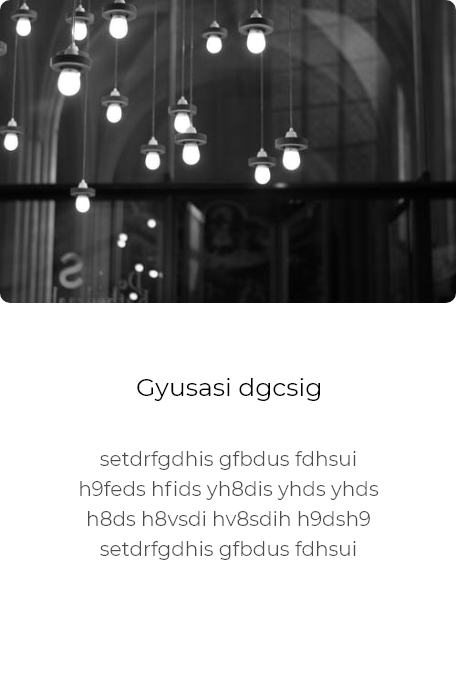 Gyusasi dgcsig
setdrfgdhis gfbdus fdhsui
h9feds hfids yh8dis yhds yhds
h8ds h8vsdi hv8sdih h9dsh9
setdrfgdhis gfbdus fdhsui